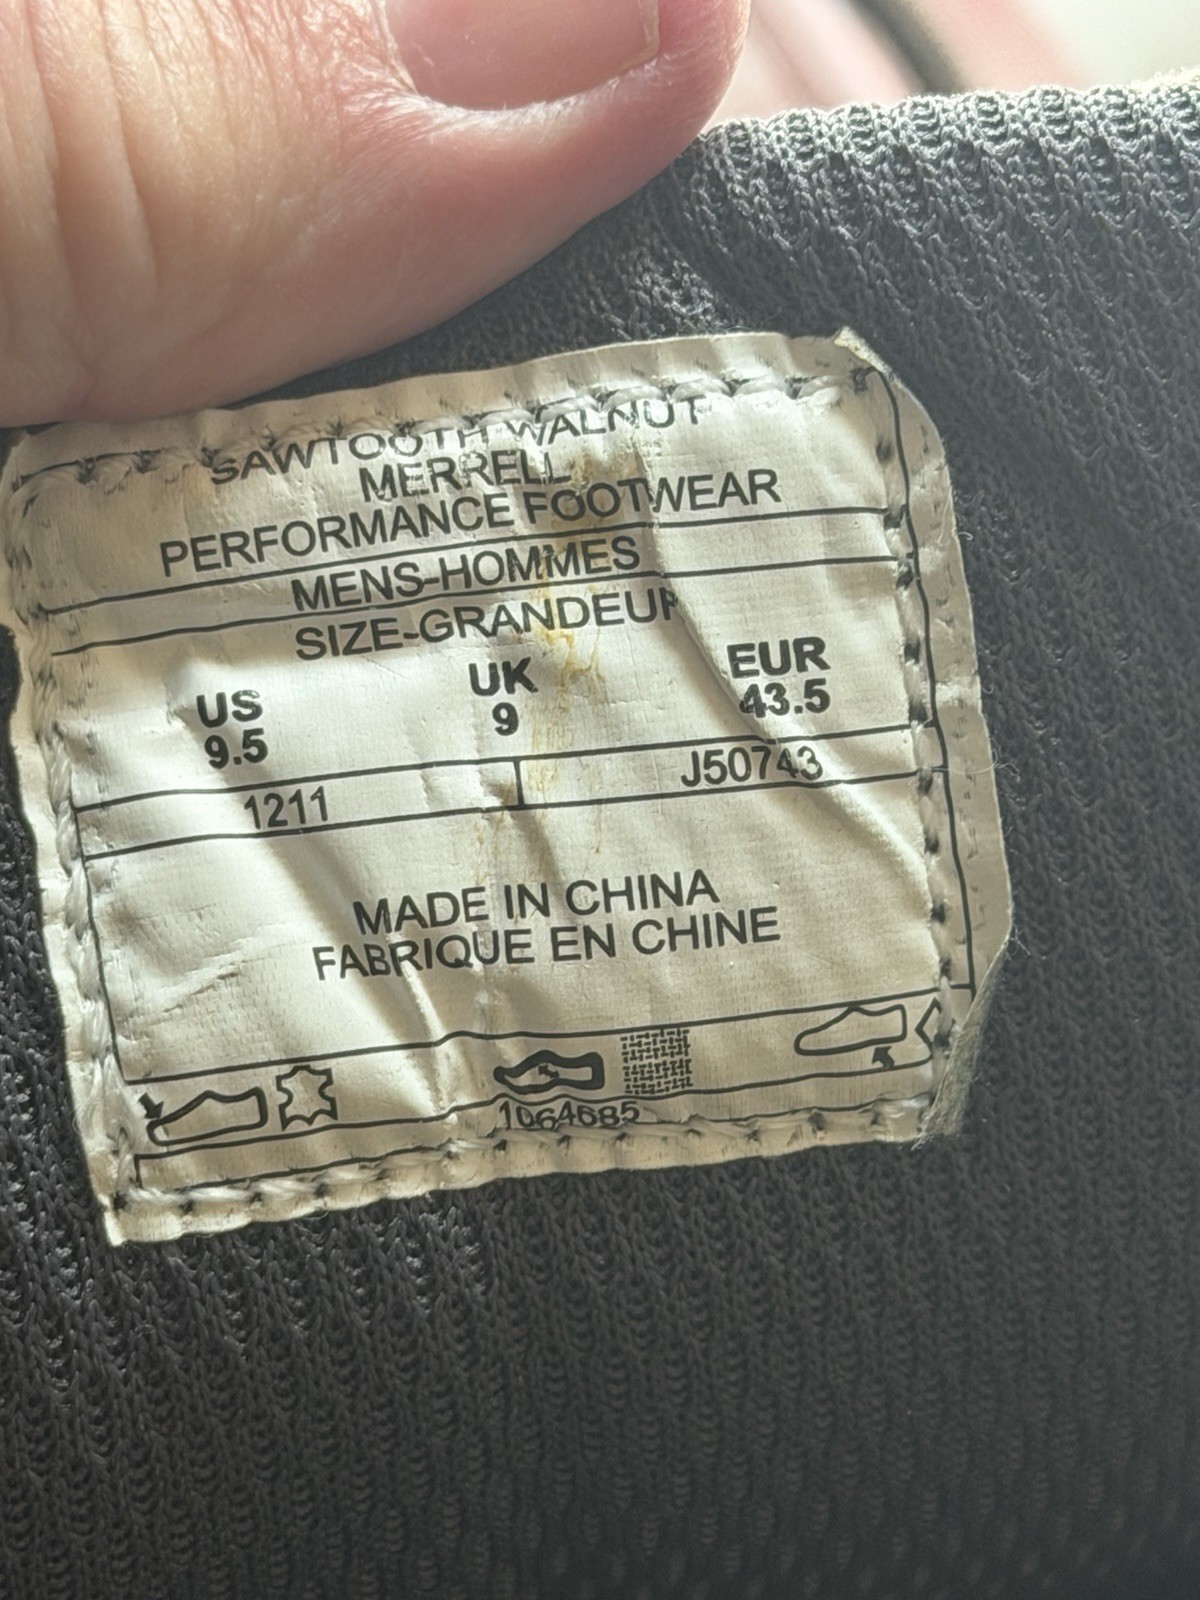 SAWTOOTH WALNUT
MERRELL
PERFORMANCE FOOTWEAR
MENS-HOMMES
SIZE-GRANDEUR
US UK EUR
9.5 9 43.5
1211 J50743
MADE IN CHINA
FABRIQUE EN CHINE
1064685